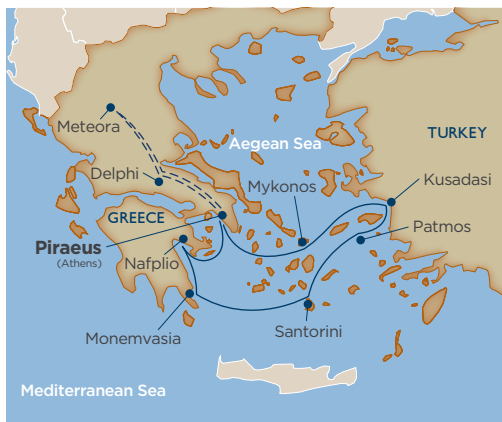 Meteora
TURKEY
Aegean Sea
Delphi
Mykonos
Kusadasi
GREECE
Patmos
Piraeus
(Athens)
Nafplio
Monemvasia
Santorini
Mediterranean Sea